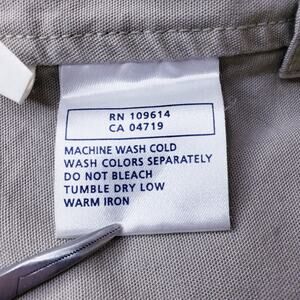 RN 109614
CA 04719
MACHINE WASH COLD
WASH COLORS SEPARATELY
DO NOT BLEACH
TUMBLE DRY LOW
WARM IRON